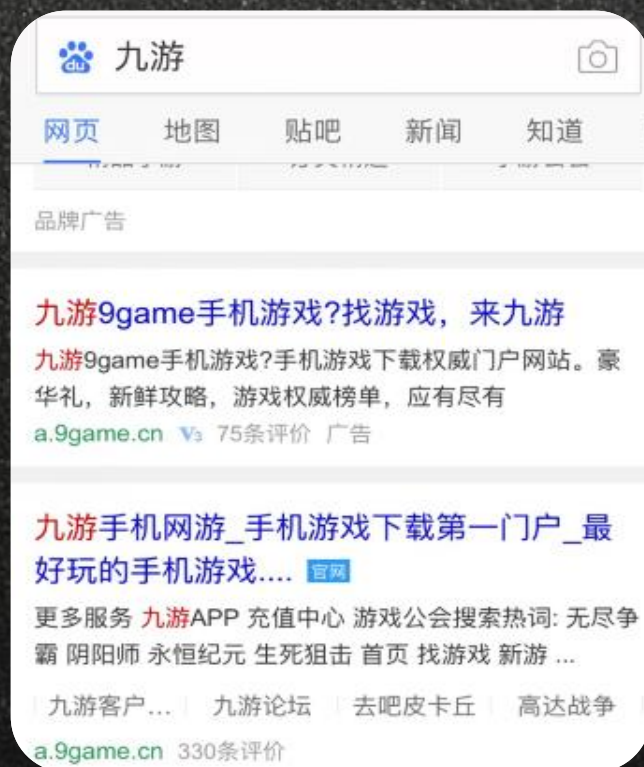 du 九游
网页 地图 贴吧 新闻 知道
品牌广告
九游9game手机游戏?找游戏，来九游
九游9game手机游戏?手机游戏下载权威门户网站。豪
华礼，新鲜攻略，游戏权威榜单，应有尽有
a.9game.cn V3 75条评价 广告
九游手机网游_手机游戏下载第一门户_最
好玩的手机游戏.... 官网
更多服务 九游APP 充值中心 游戏公会搜索热词: 无尽争
霸 阴阳师 永恒纪元 生死狙击 首页 找游戏 新游 ...
九游客户... 九游论坛 去吧皮卡丘 高达战争
a.9game.cn 330条评价